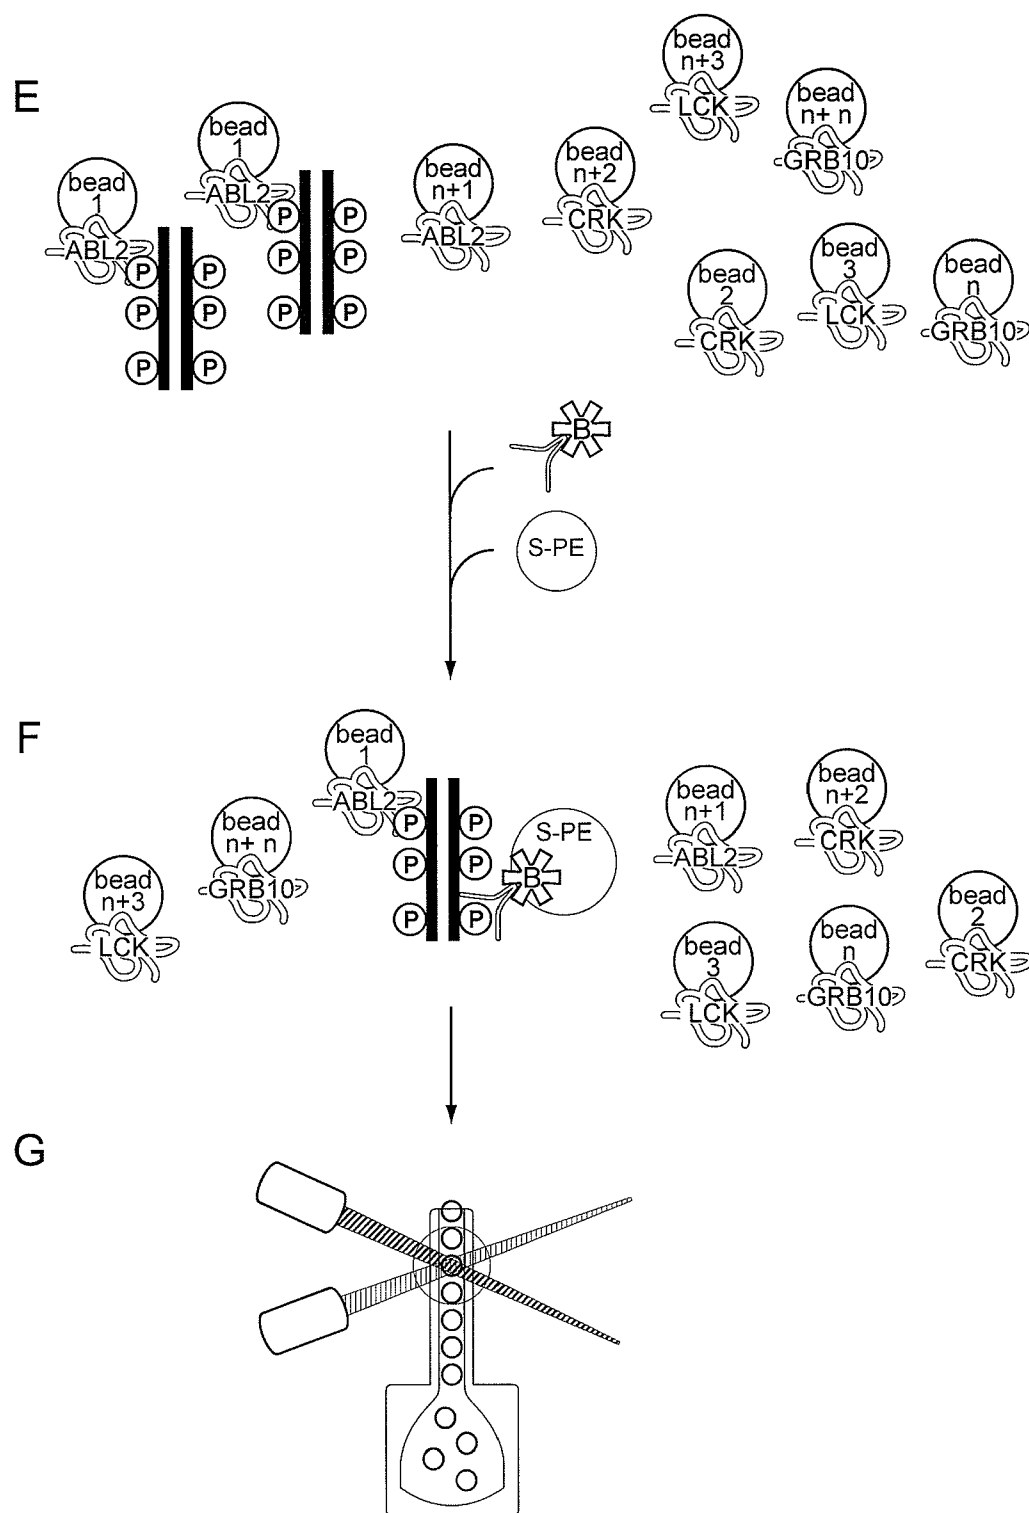 E
bead
1
ABL2
P
P
P
P
P
P
bead
1
ABL2
P
P
P
P
P
P
bead
n+1
ABL2
bead
n+2
CRK
bead
n+3
LCK
bead
n+ n
GRB10
bead
2
CRK
bead
3
LCK
bead
n
GRB10
B
S-PE
F
bead
n+3
LCK
bead
n+ n
GRB10
bead
1
ABL2
P
P
P
P
P
P
B
S-PE
bead
n+1
ABL2
bead
n+2
CRK
bead
3
LCK
bead
n
GRB10
bead
2
CRK
G